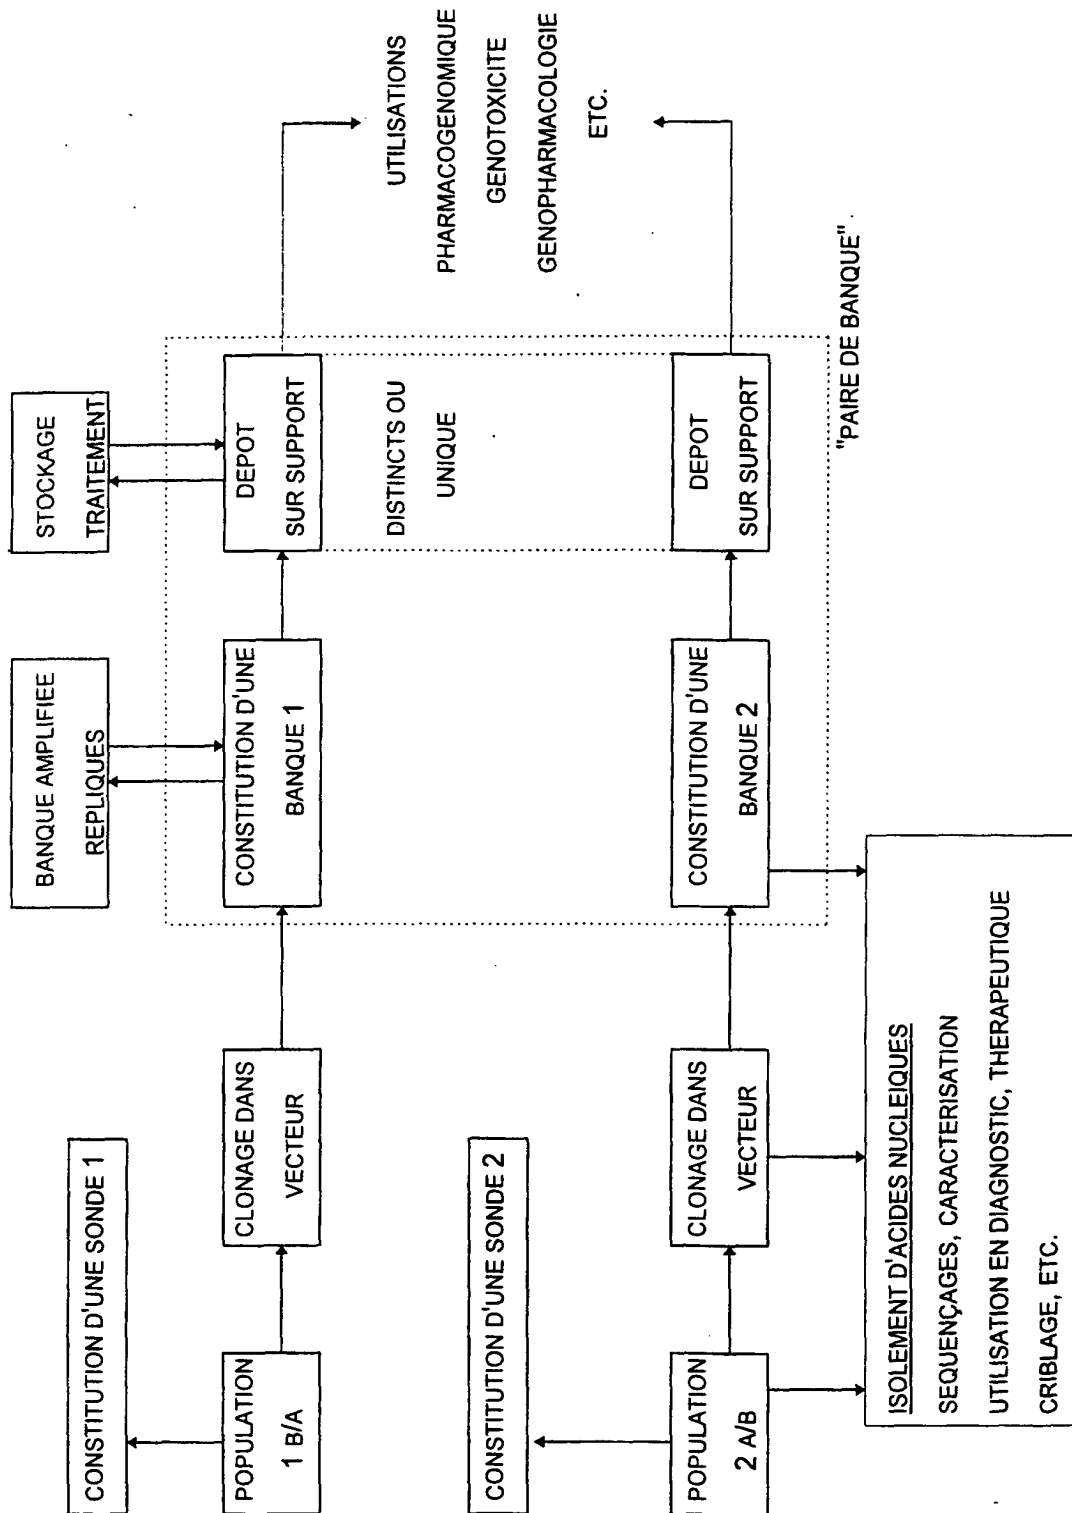 CONSTITUTION D'UNE SONDE 1
POPULATION
1 B/A
CLONAGE DANS
VECTEUR
BANQUE AMPLIFIEE
REPLIQUES
CONSTITUTION D'UNE
BANQUE 1
STOCKAGE
TRAITEMENT
DEPOT
SUR SUPPORT
DISTINCTS OU
UNIQUE
UTILISATIONS
PHARMACOGENOMIQUE
GENOTOXICITE
GENOPHARMACOLOGIE
ETC.
CONSTITUTION D'UNE SONDE 2
POPULATION
2 A/B
CLONAGE DANS
VECTEUR
CONSTITUTION D'UNE
BANQUE 2
DEPOT
SUR SUPPORT
"PAIRE DE BANQUE"
ISOLEMENT D'ACIDES NUCLEIQUES
SEQUENÇAGES, CARACTERISATION
UTILISATION EN DIAGNOSTIC, THERAPEUTIQUE
CRIBLAGE, ETC.